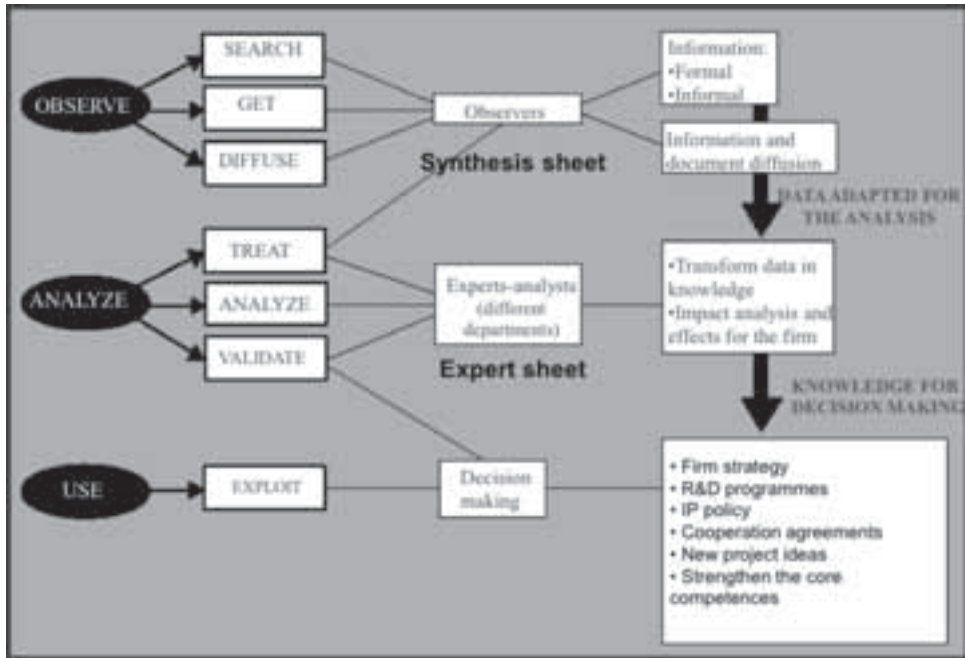 OBSERVE
SEARCH
GET
DIFFUSE
Observers
Synthesis sheet
Information:
•Formal
•Informal
Information and
document diffusion
DATA ADAPTED FOR
THE ANALYSIS
ANALYZE
TREAT
ANALYZE
VALIDATE
Experts-analysts
(different
departments)
Expert sheet
•Transform data in
knowledge
•Impact analysis and
effects for the firm
KNOWLEDGE FOR
DECISION MAKING
USE
EXPLOIT
Decision
making
• Firm strategy
• R&D programmes
• IP policy
• Cooperation agreements
• New project ideas
• Strengthen the core
competences